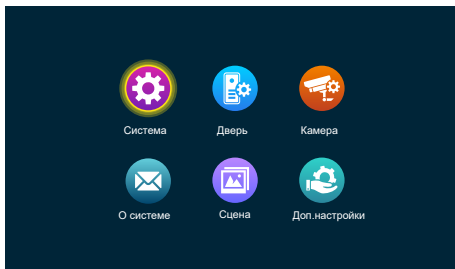 Система
Дверь
Камера
О системе
Сцена
Доп.настройки